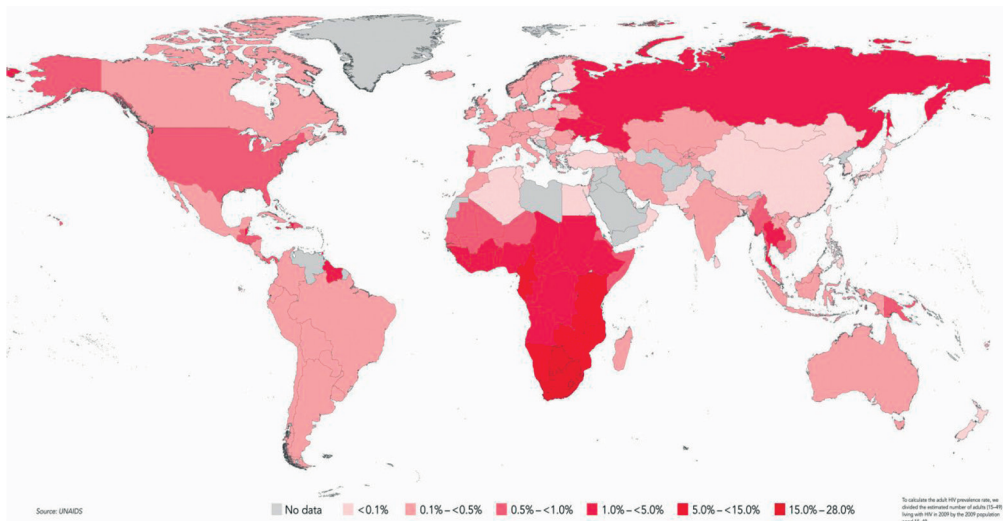 Source: UNAIDS
No data
<0.1%
0.1% – <0.5%
0.5% – <1.0%
1.0% – <5.0%
5.0% – <15.0%
15.0% – 28.0%
To calculate the adult HIV prevalence rate, we
divided the estimated number of adults (15–49)
living with HIV in 2009 by the 2009 population